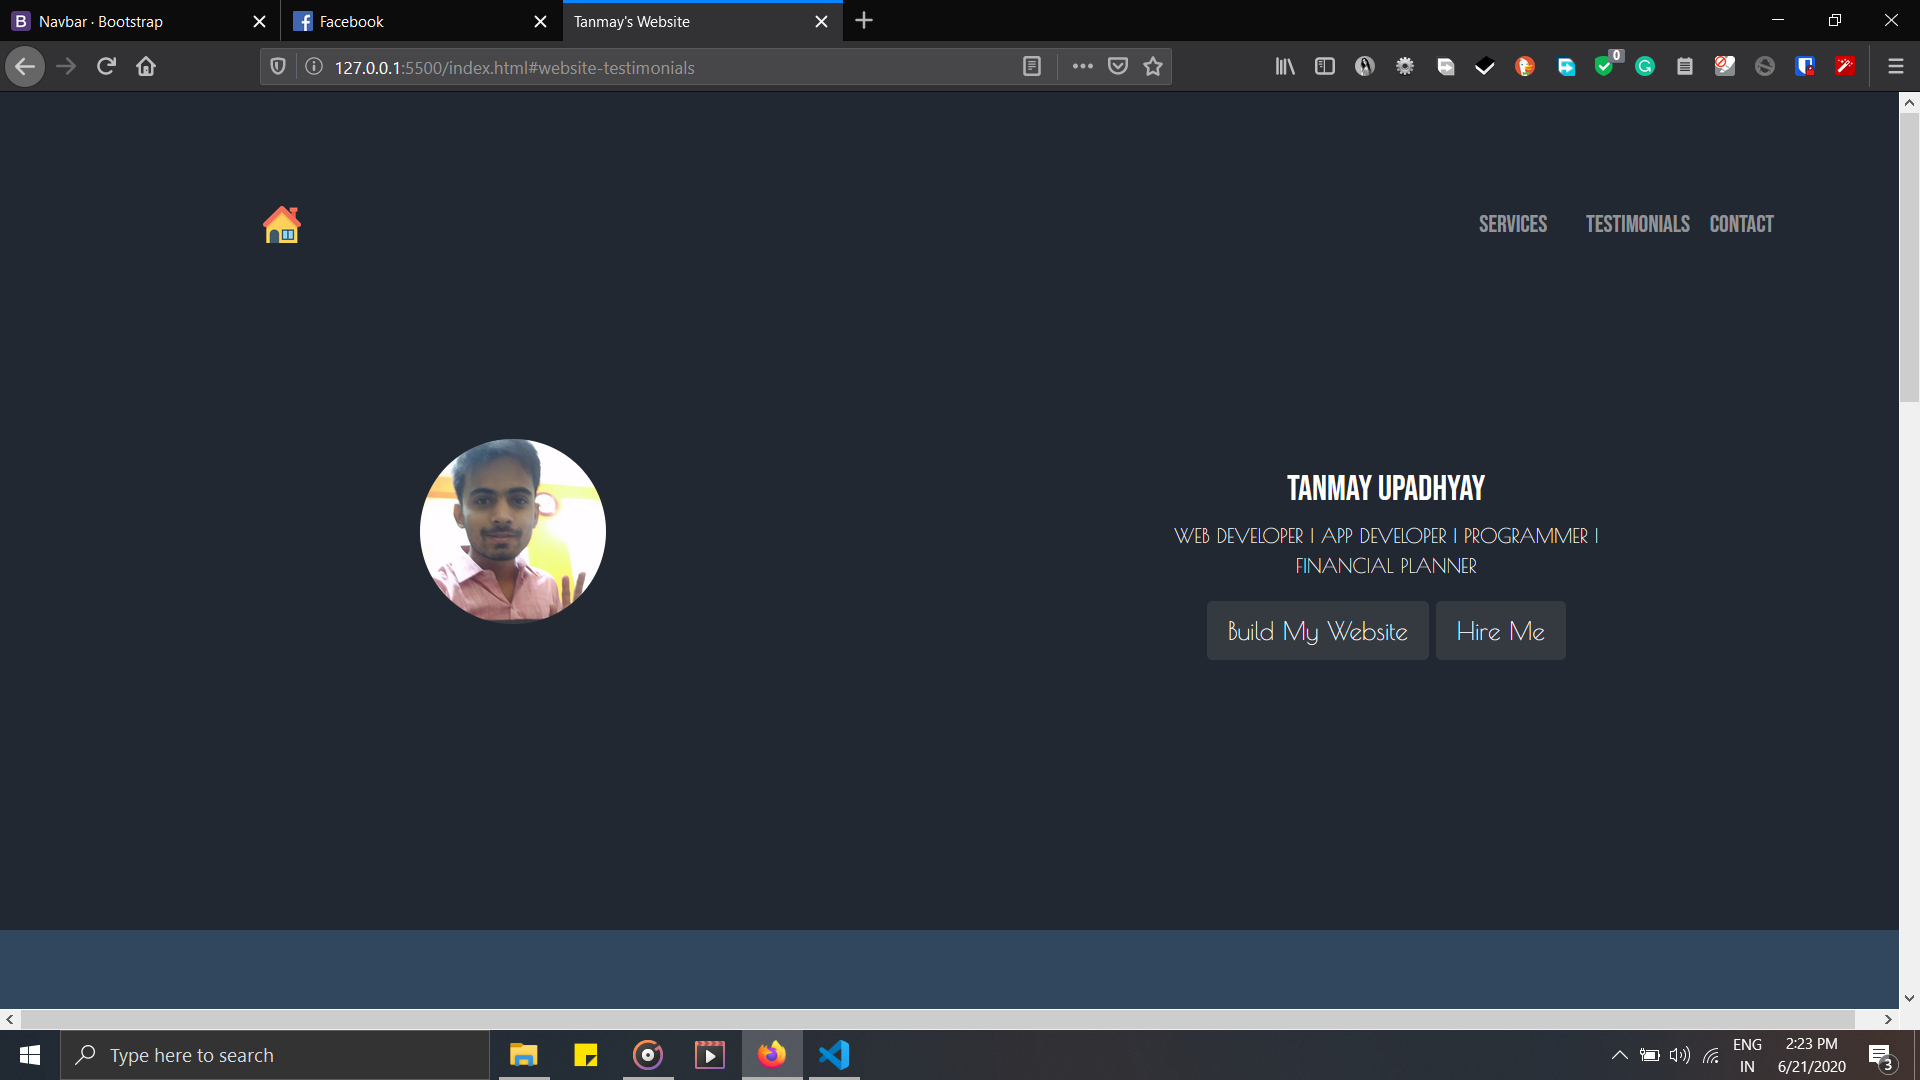 Navbar · Bootstrap
Facebook
Tanmay's Website
127.0.0.1:5500/index.html#website-testimonials
0
SERVICES TESTIMONIALS CONTACT
TANMAY UPADHYAY
WEB DEVELOPER | APP DEVELOPER | PROGRAMMER |
FINANCIAL PLANNER
Build My Website
Hire Me
Type here to search
ENG
IN
2:23 PM
6/21/2020
3